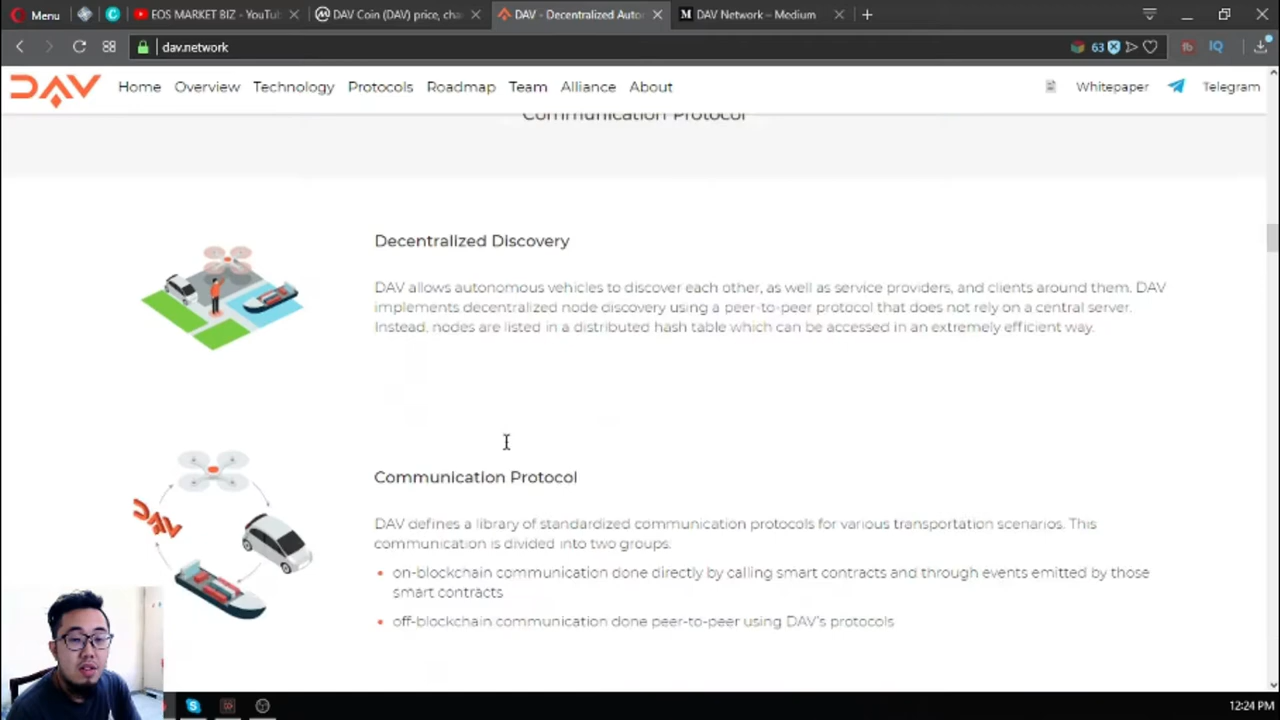 Menu
EOS MARKET BIZ - YouTu
DAV Coin (DAV) price, cha
DAV - Decentralized Auto
DAV Network – Medium
dav.network
63
fb
IQ
DAV
Home
Overview
Technology
Protocols
Roadmap
Team
Alliance
About
Whitepaper
Telegram
Communication Protocol
Decentralized Discovery
DAV allows autonomous vehicles to discover each other, as well as service providers, and clients around them. DAV
implements decentralized node discovery using a peer-to-peer protocol that does not rely on a central server.
Instead, nodes are listed in a distributed hash table which can be accessed in an extremely efficient way.
DAV
Communication Protocol
DAV defines a library of standardized communication protocols for various transportation scenarios. This
communication is divided into two groups.
• on-blockchain communication done directly by calling smart contracts and through events emitted by those
smart contracts
• off-blockchain communication done peer-to-peer using DAV's protocols
12:24 PM